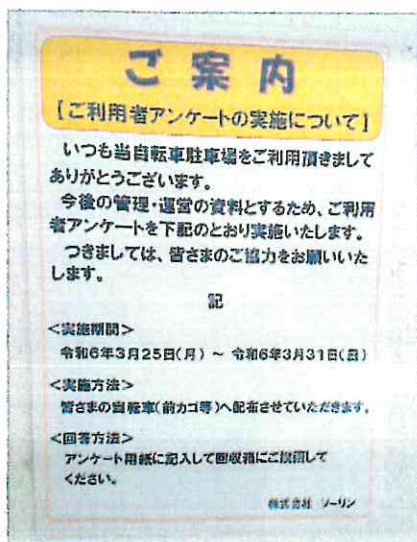 ご案内
【ご利用者アンケートの実施について】
いつも当自転車駐車場をご利用頂きまして
ありがとうございます。
今後の管理・運営の資料とするため、ご利用
者アンケートを下記のとおり実施いたします。
つきましては、皆さまのご協力をお願いいた
します。
記
<実施期間>
令和6年3月25日(月) ~ 令和6年3月31日(日)
<実施方法>
皆さまの自転車(前カゴ等)へ配布させていただきます。
<回答方法>
アンケート用紙に記入して回収箱にご投函して
ください。
株式会社 ソーリン